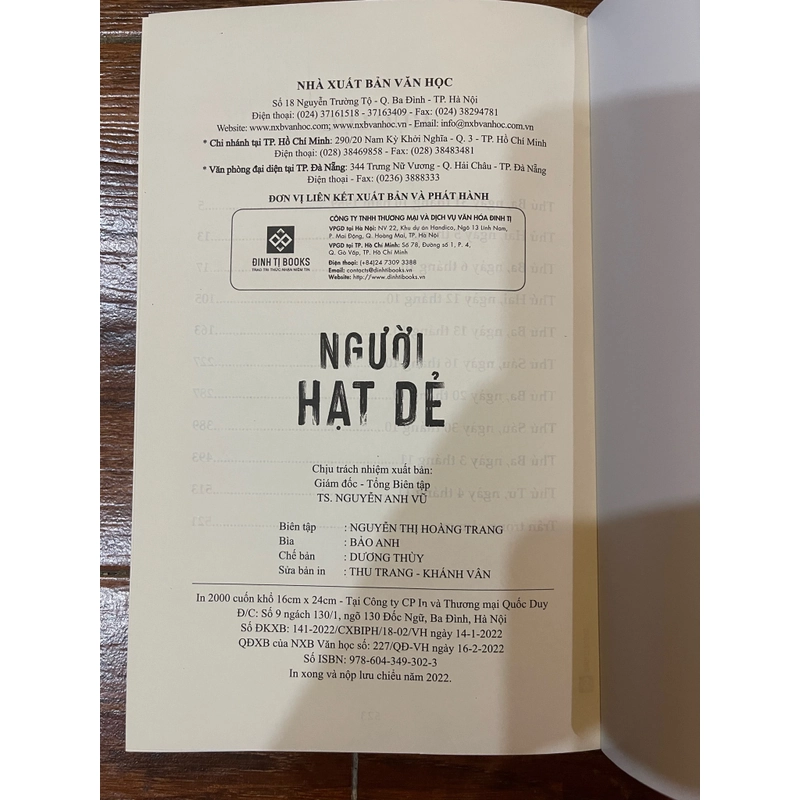 NHÀ XUẤT BẢN VĂN HỌC
Số 18 Nguyễn Trường Tộ - Q. Ba Đình - TP. Hà Nội
Điện thoại: (024) 37161518 - 37163409 - Fax: (024) 38294781
Website: www.nxbvanhoc.com; www.nxbvanhoc.vn - Email: info@nxbvanhoc.com.vn
* Chi nhánh tại TP. Hồ Chí Minh: 290/20 Nam Kỳ Khởi Nghĩa - Q. 3 - TP. Hồ Chí Minh
Điện thoại: (028) 38469858 - Fax: (028) 38483481
* Văn phòng đại diện tại TP. Đà Nẵng: 344 Trưng Nữ Vương - Q. Hải Châu - TP. Đà Nẵng
Điện thoại - Fax: (0236) 3888333
ĐƠN VỊ LIÊN KẾT XUẤT BẢN VÀ PHÁT HÀNH
ĐINH TỊ BOOKS
TRAO TRI THỨC NHẬN NIỀM TIN
CÔNG TY TNHH THƯƠNG MẠI VÀ DỊCH VỤ VĂN HÓA ĐINH TỊ
VPGD tại Hà Nội: NV 22, Khu dự án Handico, Ngõ 13 Lĩnh Nam,
P. Mai Động, Q. Hoàng Mai, TP. Hà Nội
VPGD tại TP. Hồ Chí Minh: Số 78, Đường số 1, P. 4,
Q. Gò Vấp, TP. Hồ Chí Minh
Điện thoại: (+84)24 7309 3388
Email: contacts@dinhtibooks.vn
Website: http://www.dinhtibooks.vn
NGƯỜI
HẠT DẺ
Chịu trách nhiệm xuất bản:
Giám đốc - Tổng Biên tập
TS. NGUYỄN ANH VŨ
Biên tập : NGUYỄN THỊ HOÀNG TRANG
Bìa : BẢO ANH
Chế bản : DƯƠNG THÙY
Sửa bản in : THU TRANG - KHÁNH VÂN
In 2000 cuốn khổ 16cm x 24cm - Tại Công ty CP In và Thương mại Quốc Duy
Đ/C: Số 9 ngách 130/1, ngõ 130 Đốc Ngữ, Ba Đình, Hà Nội
Số ĐKXB: 141-2022/CXBIPH/18-02/VH ngày 14-1-2022
QĐXB của NXB Văn học số: 227/QĐ-VH ngày 16-2-2022
Số ISBN: 978-604-349-302-3
In xong và nộp lưu chiểu năm 2022.